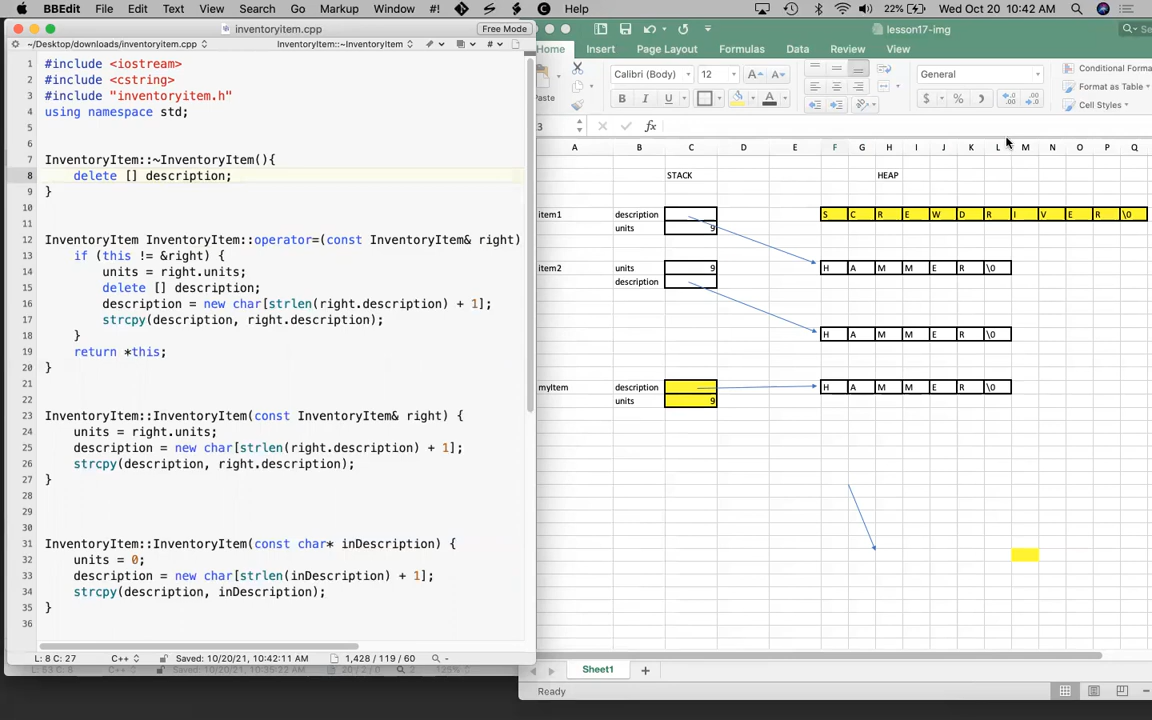 BBEdit File Edit Text View Search Go Markup Window #! Help 22% Wed Oct 20 10:42 AM
inventoryitem.cpp Free Mode
~/Desktop/downloads/inventoryitem.cpp InventoryItem::~InventoryItem #
1 #include <iostream>
2 #include <cstring>
3 #include "inventoryitem.h"
4 using namespace std;
5
6
7 InventoryItem::~InventoryItem(){
8 delete [] description;
9 }
10
11
12 InventoryItem InventoryItem::operator=(const InventoryItem& right)
13 if (this != &right) {
14 units = right.units;
15 delete [] description;
16 description = new char[strlen(right.description) + 1];
17 strcpy(description, right.description);
18 }
19 return *this;
20 }
21
22
23 InventoryItem::InventoryItem(const InventoryItem& right) {
24 units = right.units;
25 description = new char[strlen(right.description) + 1];
26 strcpy(description, right.description);
27 }
28
29
30
31 InventoryItem::InventoryItem(const char* inDescription) {
32 units = 0;
33 description = new char[strlen(inDescription) + 1];
34 strcpy(description, inDescription);
35 }
36
L: 8 C: 27 C++ Saved: 10/20/21, 10:42:11 AM 1,428 / 119 / 60
lesson17-img
Home Insert Page Layout Formulas Data Review View
Paste Calibri (Body) 12 A A General Conditional Forma
Format as Table
B I U A $ % Cell Styles
3 fx
A B C D E F G H I J K L M N O P Q
STACK HEAP
item1 description S C R E W D R I V E R \0
units 9
item2 units 9 H A M M E R \0
description
H A M M E R \0
myItem description H A M M E R \0
units 9
Sheet1 +
Ready